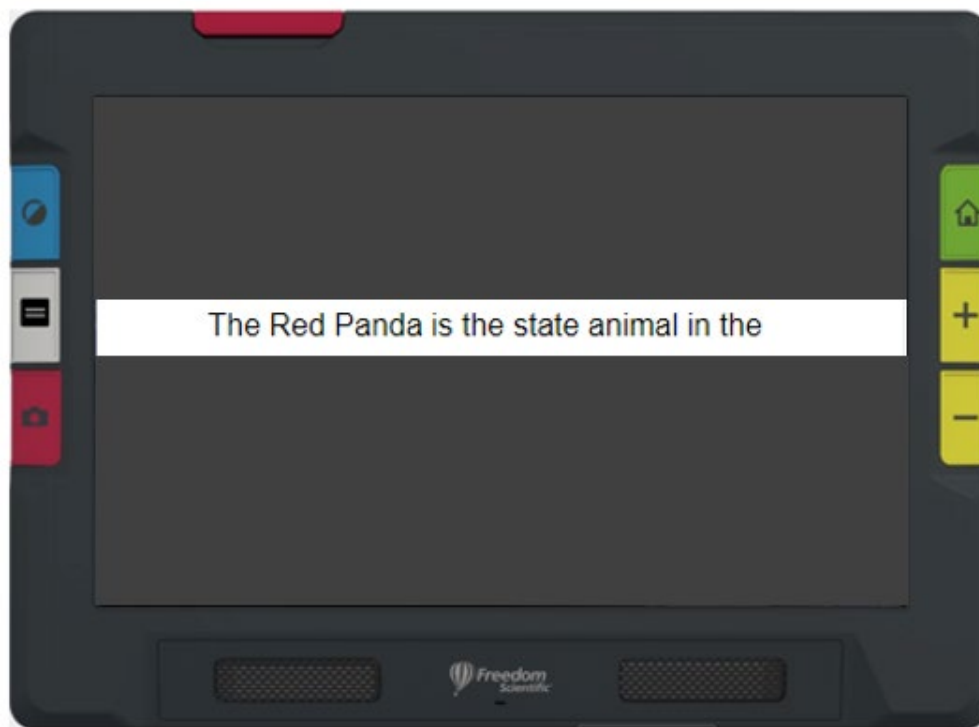 The Red Panda is the state animal in the
Freedom
Scientific